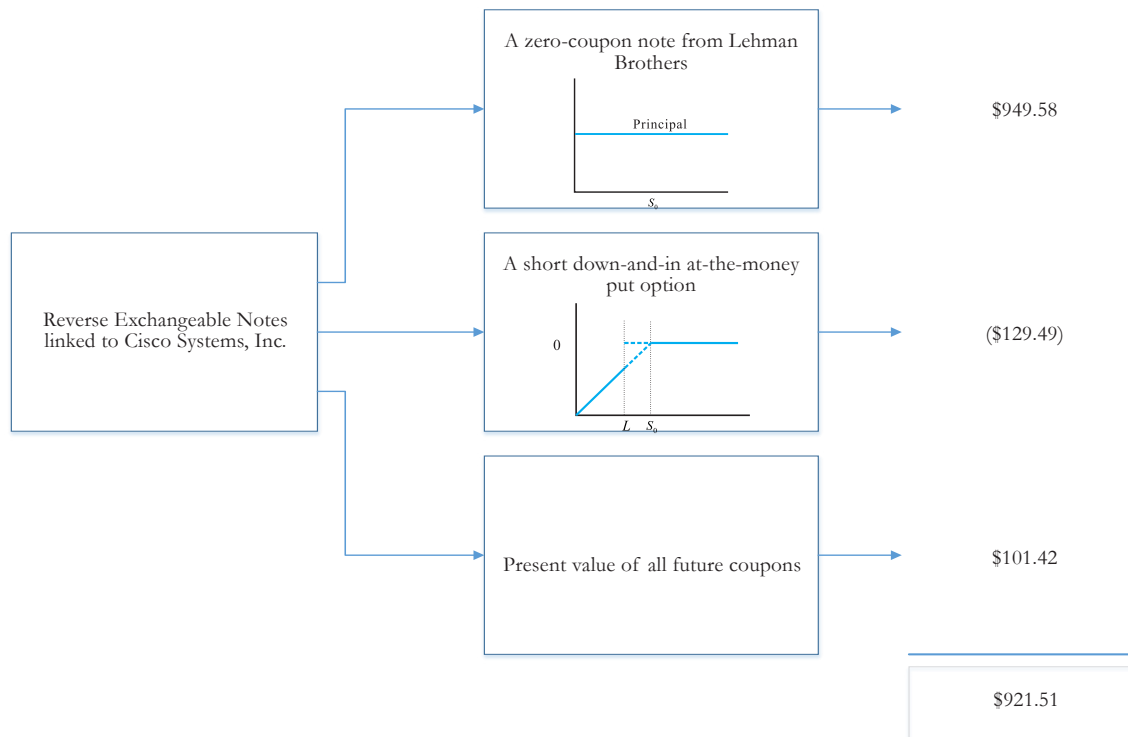 A zero-coupon note from Lehman
Brothers
Principal
S₀
$949.58
Reverse Exchangeable Notes
linked to Cisco Systems, Inc.
A short down-and-in at-the-money
put option
0
L S₀
($129.49)
Present value of all future coupons
$101.42
$921.51